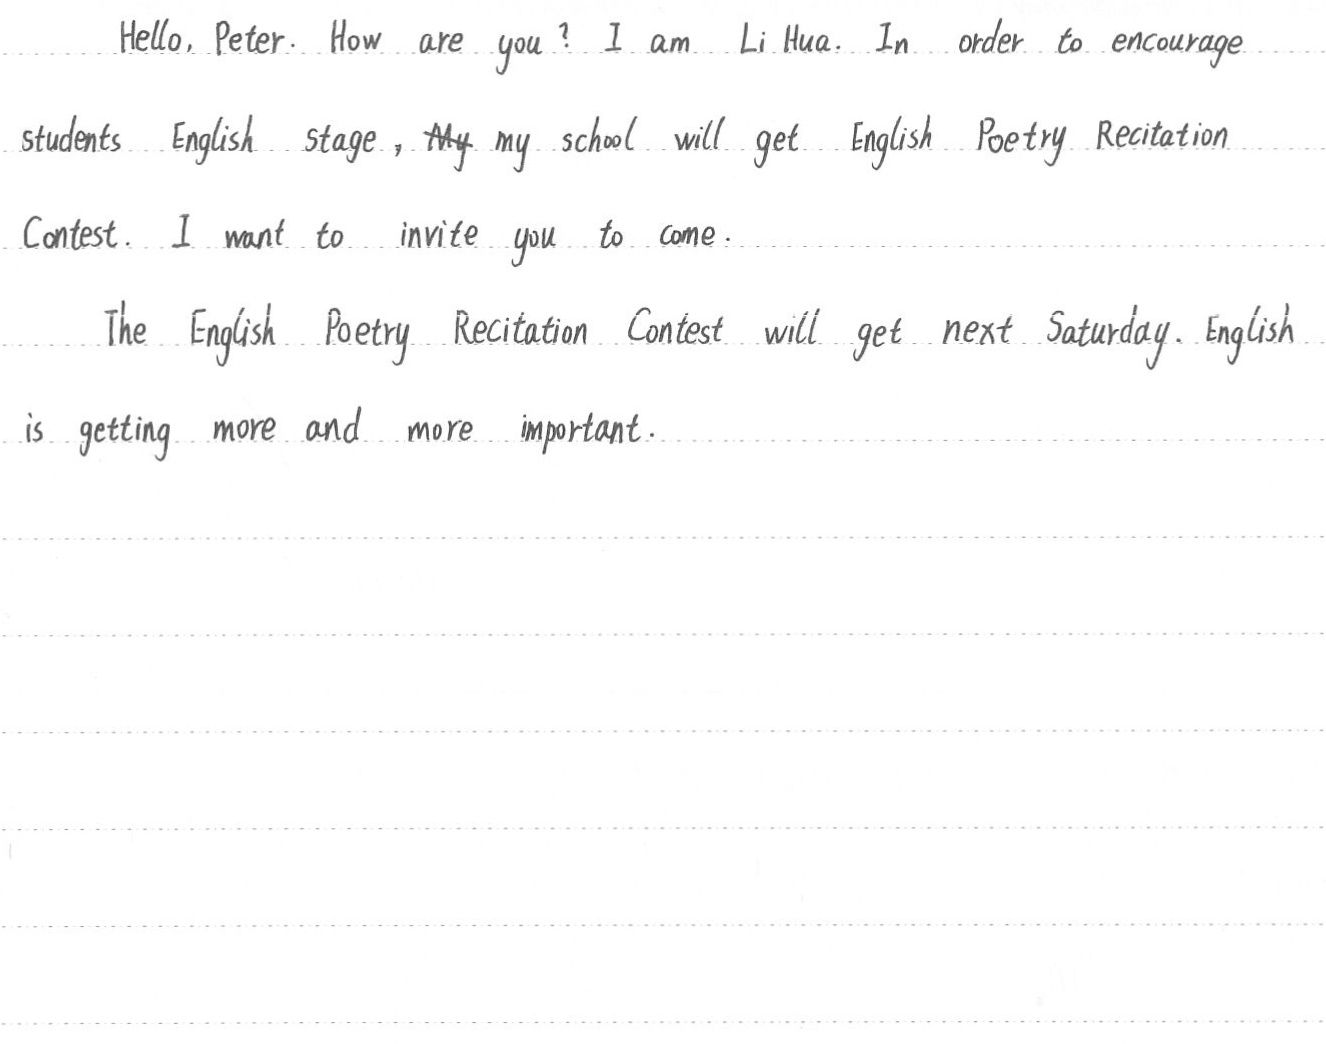 Hello, Peter. How are you? I am Li Hua. In order to encourage
students English stage, my school will get English Poetry Recitation
Contest. I want to invite you to come.
The English Poetry Recitation Contest will get next Saturday. English
is getting more and more important.